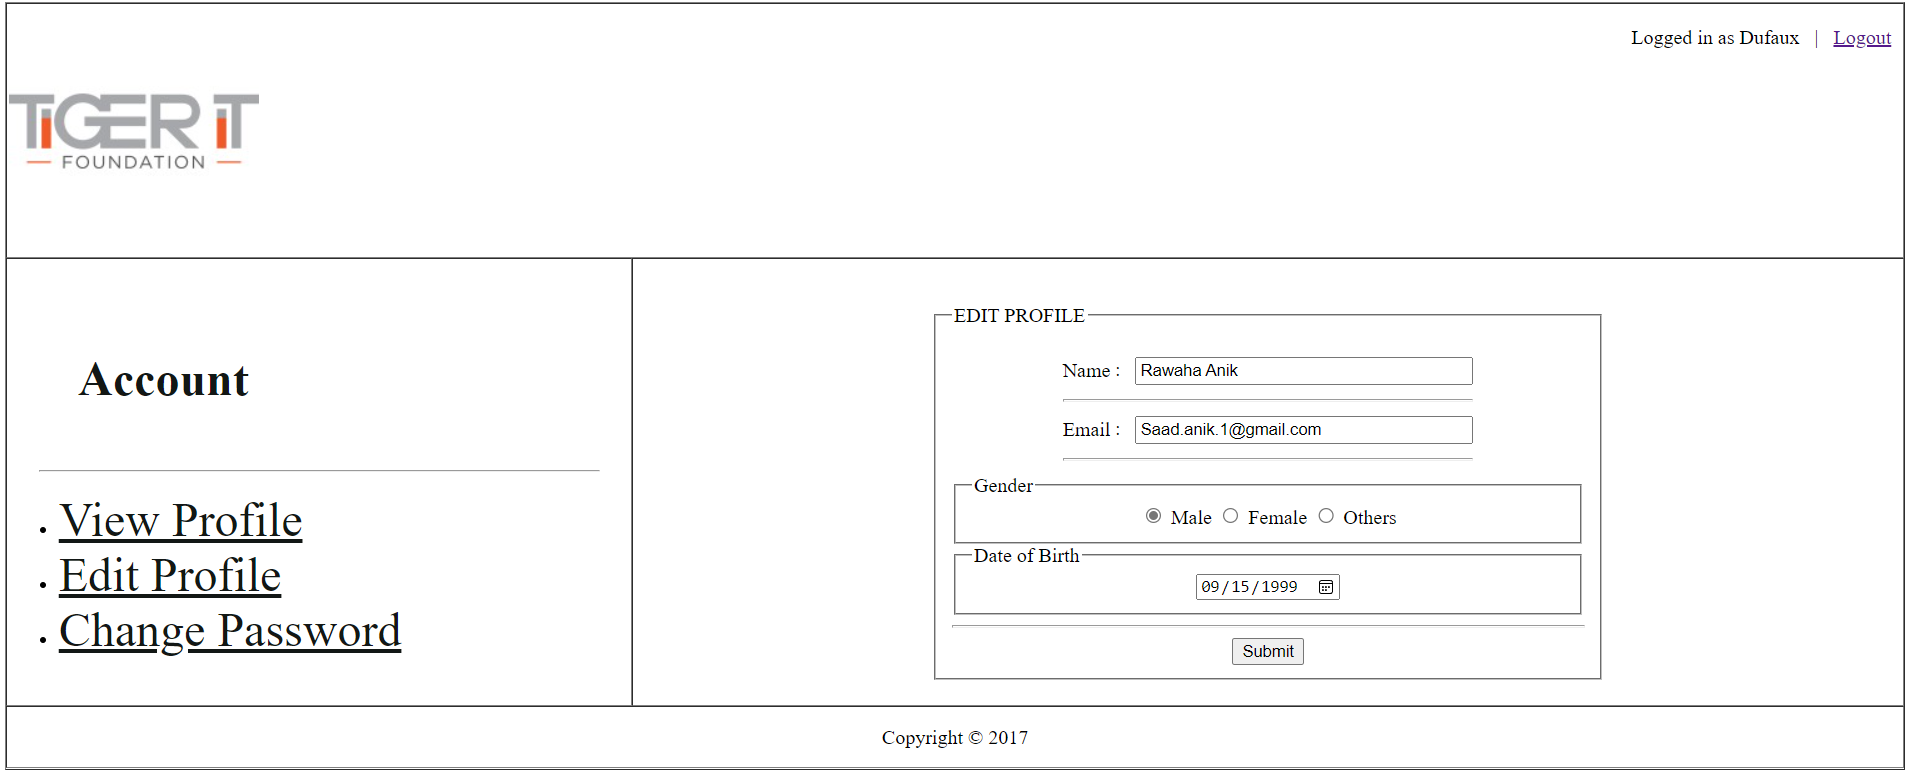 Logged in as Dufaux | Logout
TiGER iT
FOUNDATION
Account
View Profile
Edit Profile
Change Password
EDIT PROFILE
Name : Rawaha Anik
Email : Saad.anik.1@gmail.com
Gender
Male Female Others
Date of Birth
09/15/1999
Submit
Copyright © 2017